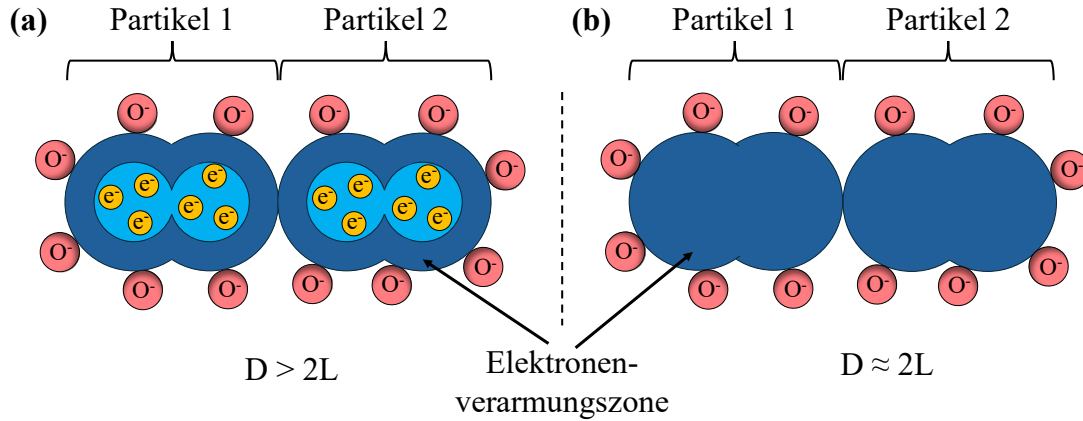 (a)
Partikel 1
Partikel 2
O-
O-
O-
O-
O-
O-
e-
e-
e-
e-
e-
e-
e-
e-
e-
e-
e-
e-
O-
O-
O-
O-
O-
O-
D > 2L
(b)
Partikel 1
Partikel 2
O-
O-
O-
O-
O-
O-
O-
O-
O-
O-
O-
O-
D ≈ 2L
Elektronen-
verarmungszone